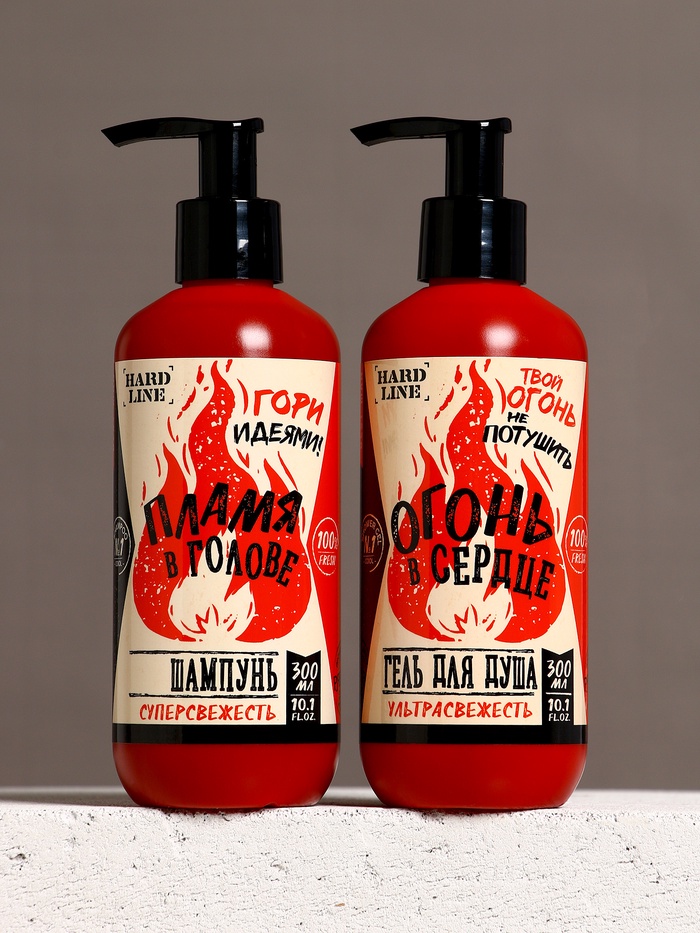 HARD
LINE
ГОРИ
ИДЕЯМИ!
ПЛАМЯ
В ГОЛОВЕ
100%
FRESH
ШАМПУНЬ
СУПЕРСВЕЖЕСТЬ
300
МЛ
10.1
FL.OZ.
HARD
LINE
ТВОЙ
ОГОНЬ
НЕ
ПОТУШИТЬ
ОГОНЬ
В СЕРДЦЕ
100%
FRESH
ГЕЛЬ ДЛЯ ДУША
УЛЬТРАСВЕЖЕСТЬ
300
МЛ
10.1
FL.OZ.